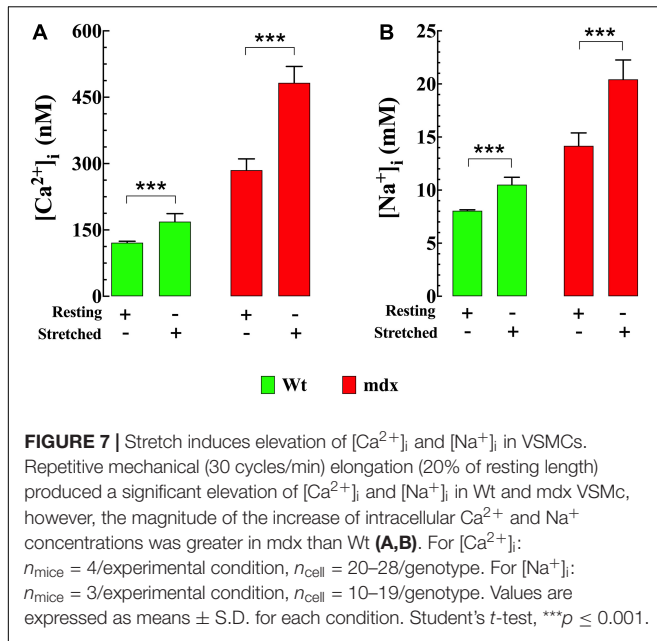 A
B
600
450
300
150
0
[Ca²⁺]ᵢ (nM)
***
***
25
20
15
10
5
0
[Na⁺]ᵢ (mM)
***
***
Resting + - + - Resting + - + -
Stretched - + - + Stretched - + - +
Wt mdx
FIGURE 7 | Stretch induces elevation of [Ca²⁺]ᵢ and [Na⁺]ᵢ in VSMCs.
Repetitive mechanical (30 cycles/min) elongation (20% of resting length)
produced a significant elevation of [Ca²⁺]ᵢ and [Na⁺]ᵢ in Wt and mdx VSMc,
however, the magnitude of the increase of intracellular Ca²⁺ and Na⁺
concentrations was greater in mdx than Wt (A,B). For [Ca²⁺]ᵢ:
n_mice = 4/experimental condition, n_cell = 20–28/genotype. For [Na⁺]ᵢ:
n_mice = 3/experimental condition, n_cell = 10–19/genotype. Values are
expressed as means ± S.D. for each condition. Student's t-test, ***p ≤ 0.001.